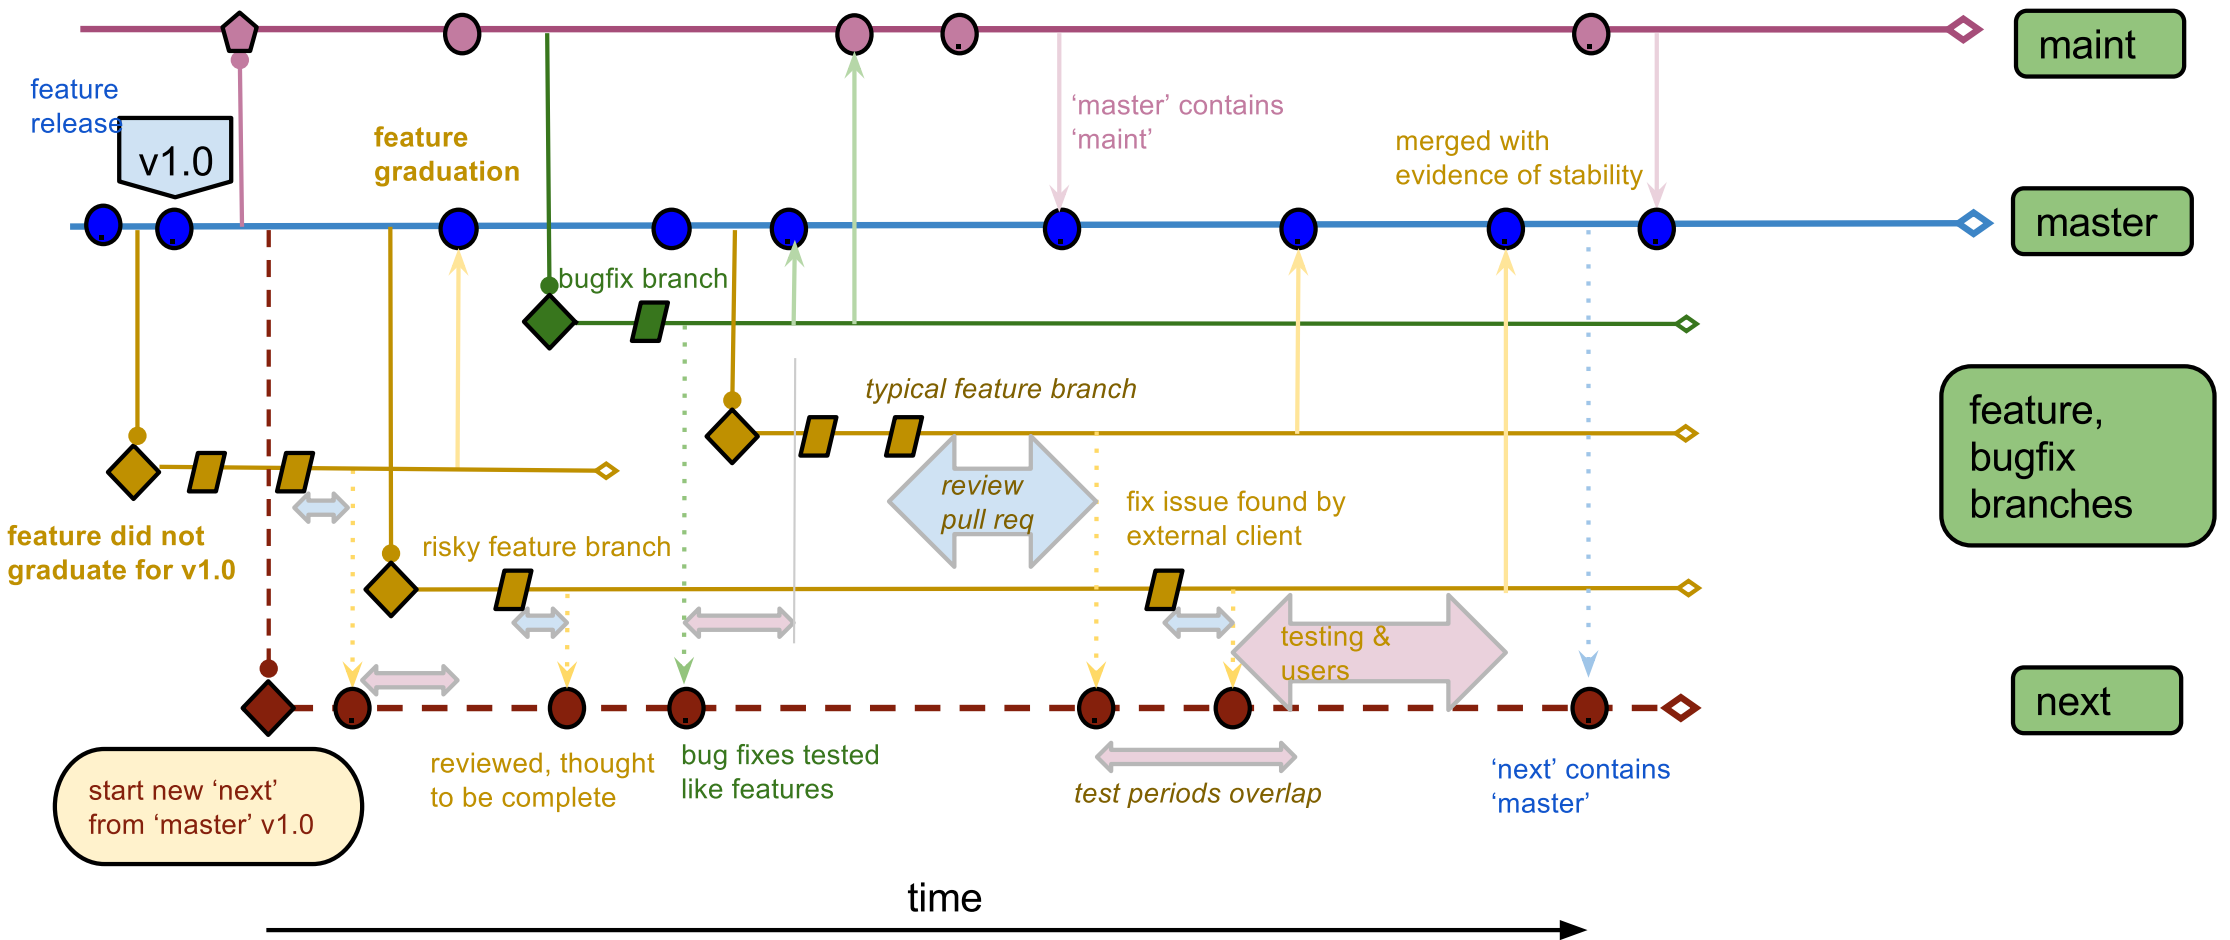 maint
feature
release
v1.0
‘master’ contains
‘maint’
feature
graduation
merged with
evidence of stability
master
bugfix branch
typical feature branch
feature,
bugfix
branches
review
pull req
fix issue found by
external client
feature did not
graduate for v1.0
risky feature branch
testing &
users
next
start new ‘next’
from ‘master’ v1.0
reviewed, thought
to be complete
bug fixes tested
like features
test periods overlap
‘next’ contains
‘master’
time